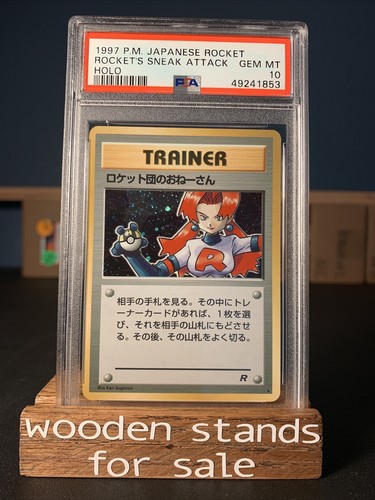 1997 P.M. JAPANESE ROCKET
ROCKET'S SNEAK ATTACK GEM MT
HOLO 10
49241853
PSA
TRAINER
ロケット団のおねーさん
R
相手の手札を見る。その中にトレ
ーナーカードがあれば、1枚を選
び、それを相手の山札にもどさせ
る。その後、その山札をよく切る。
R
Illus. Ken Sugimori
wooden stands
for sale